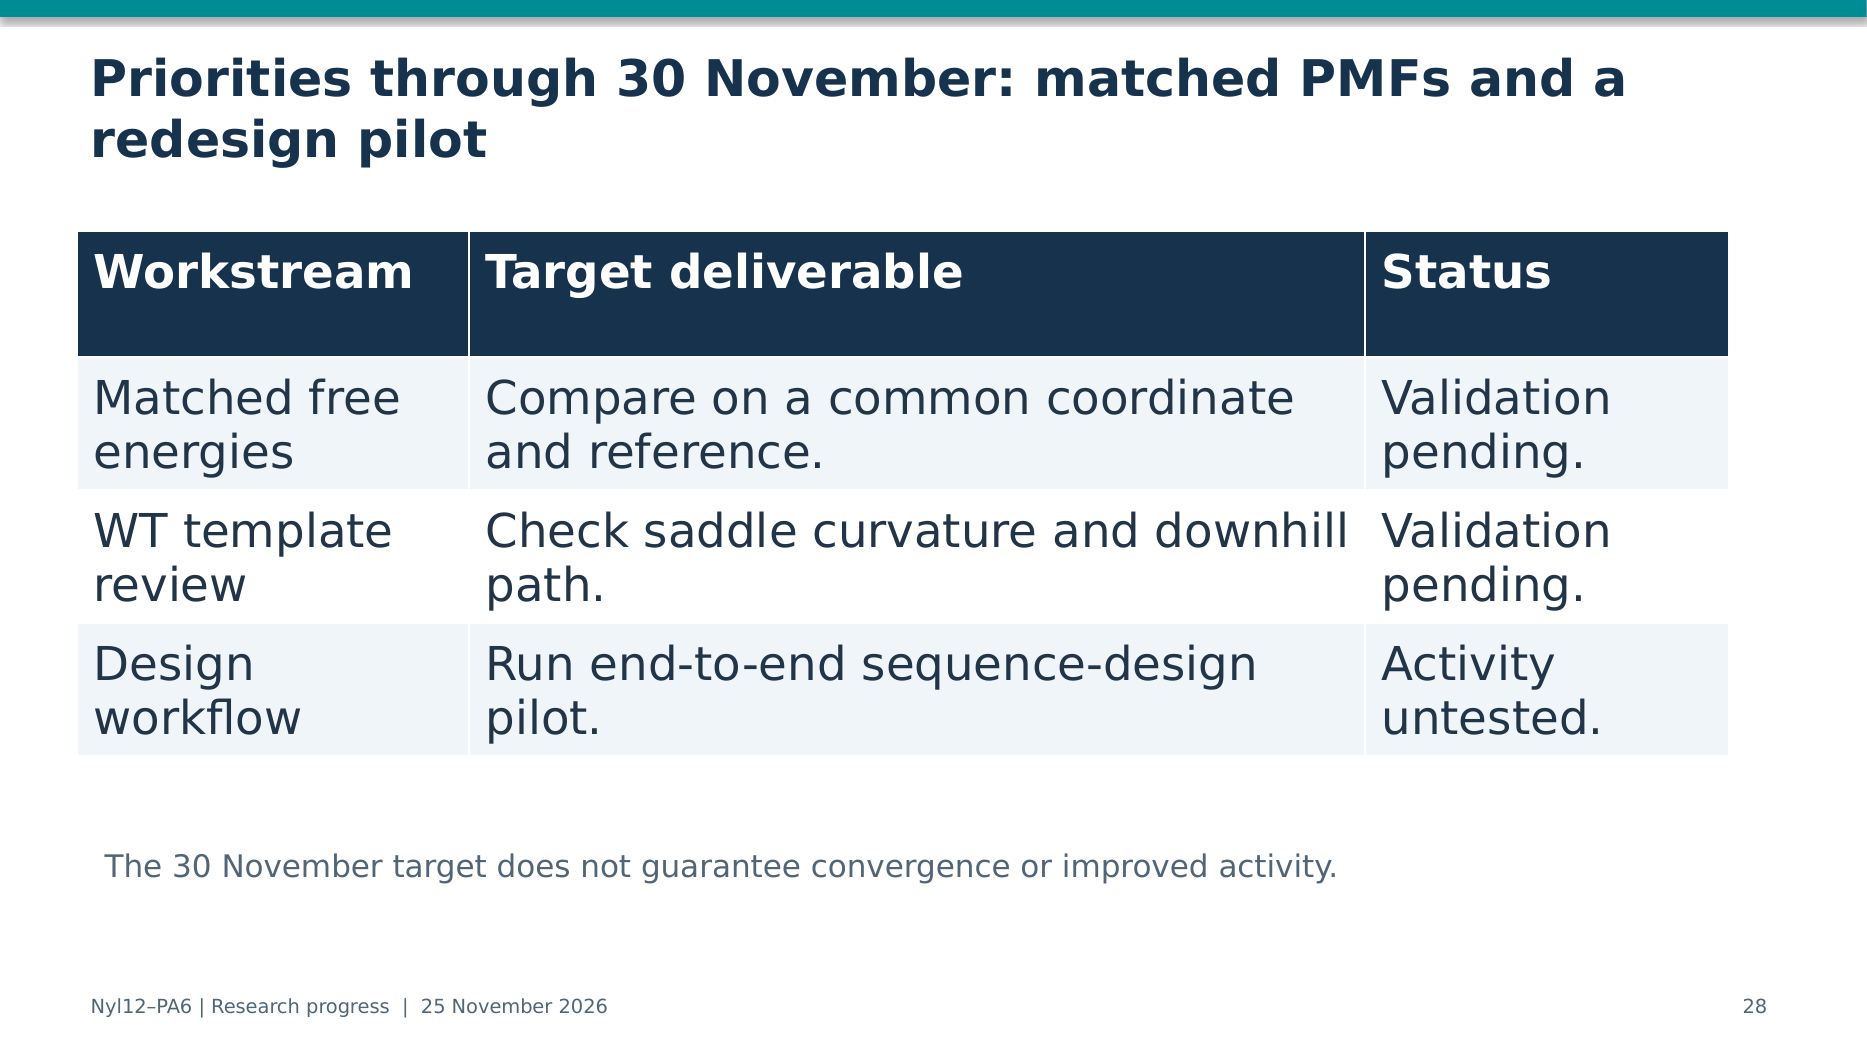 Priorities through 30 November: matched PMFs and a
redesign pilot
Workstream
Target deliverable
Status
Matched free
energies
Compare on a common coordinate
and reference.
Validation
pending.
WT template
review
Check saddle curvature and downhill
path.
Validation
pending.
Design
workflow
Run end-to-end sequence-design
pilot.
Activity
untested.
The 30 November target does not guarantee convergence or improved activity.
Nyl12–PA6 | Research progress | 25 November 2026
28